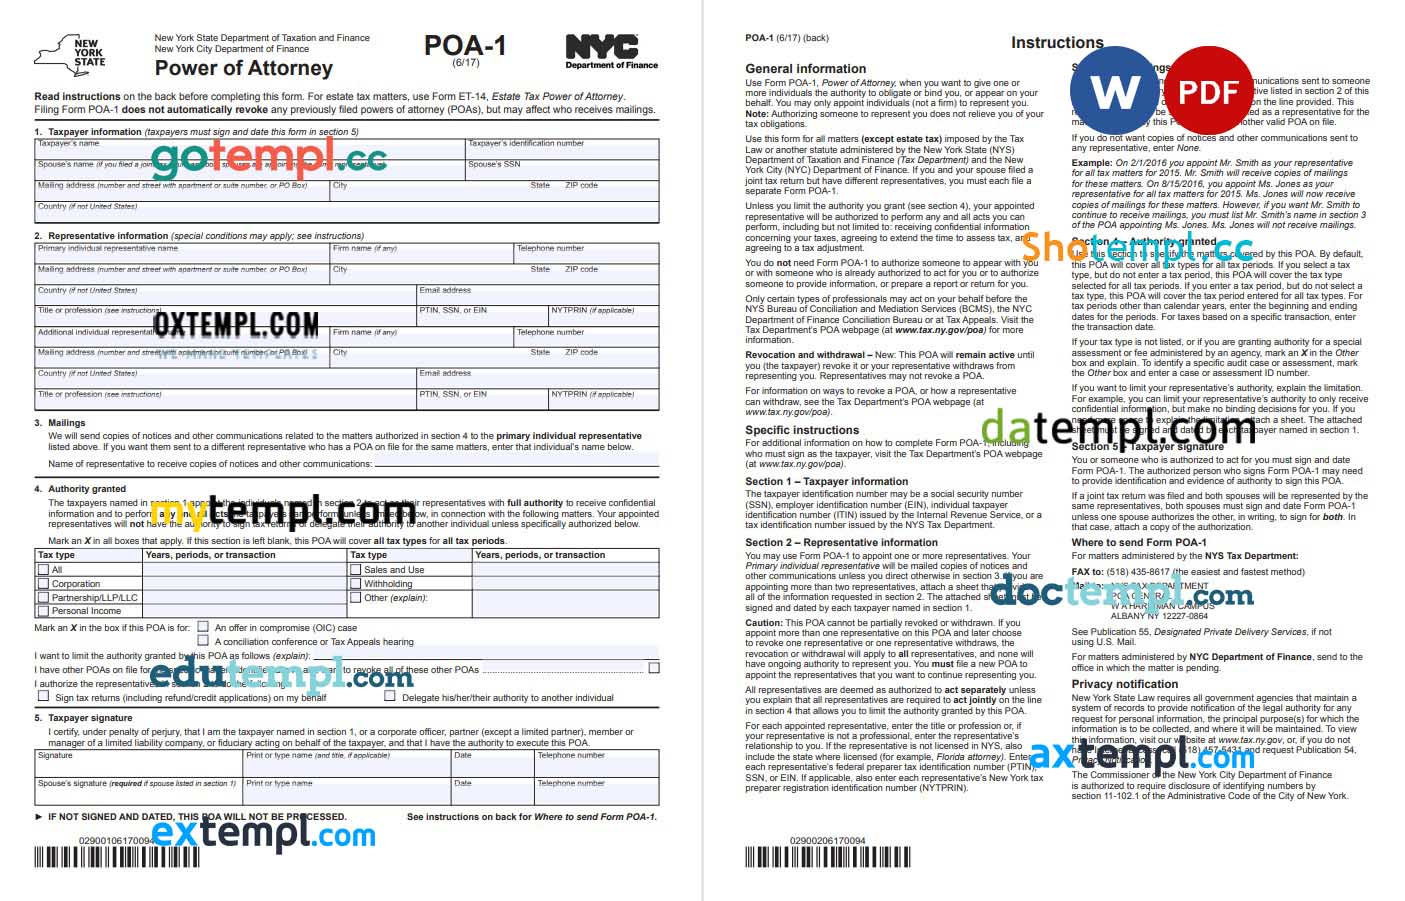 NEW
YORK
STATE
New York State Department of Taxation and Finance
New York City Department of Finance
Power of Attorney
POA-1
(6/17)
NYC
Department of Finance
Read instructions on the back before completing this form. For estate tax matters, use Form ET-14, Estate Tax Power of Attorney.
Filing Form POA-1 does not automatically revoke any previously filed powers of attorney (POAs), but may affect who receives mailings.
1. Taxpayer information (taxpayers must sign and date this form in section 5)
Taxpayer's name
Taxpayer's identification number
gotempl.cc
Spouse's name (if you filed a joint
Spouse's SSN
Mailing address (number and street with apartment or suite number, or PO Box)
City
State
ZIP code
Country (if not United States)
2. Representative information (special conditions may apply; see instructions)
Primary individual representative name
Firm name (if any)
Telephone number
Mailing address (number and street with apartment or suite number, or PO Box)
City
State
ZIP code
Country (if not United States)
Email address
Title or profession (see instructions)
PTIN, SSN, or EIN
NYTPRIN (if applicable)
OXTEMPL.COM
Additional individual representative
Firm name (if any)
Telephone number
Mailing address (number and street with apartment or suite number, or PO Box)
City
State
ZIP code
WE MAKE TEMPLATES
Country (if not United States)
Email address
Title or profession (see instructions)
PTIN, SSN, or EIN
NYTPRIN (if applicable)
3. Mailings
We will send copies of notices and other communications related to the matters authorized in section 4 to the primary individual representative
listed above. If you want them sent to a different representative who has a POA on file for the same matters, enter that individual's name below.
Name of representative to receive copies of notices and other communications:
4. Authority granted
The taxpayers named in section 1 appoint the individuals named in section 2 to act as their representatives with full authority to receive confidential
information and to perform any and all acts the taxpayers can perform, unless limited below, in connection with the following matters. Your appointed
representatives will not have the authority to sign tax returns or delegate their authority to another individual unless specifically authorized below.
mytempl.com
Mark an X in all boxes that apply. If this section is left blank, this POA will cover all tax types for all tax periods.
Tax type
Years, periods, or transaction
Tax type
Years, periods, or transaction
All
Sales and Use
Corporation
Withholding
Partnership/LLP/LLC
Other (explain):
Personal Income
Mark an X in the box if this POA is for:
An offer in compromise (OIC) case
A conciliation conference or Tax Appeals hearing
I want to limit the authority granted by this POA as follows (explain):
I have other POAs on file for to revoke all of these other POAs
edutempl.com
I authorize the representatives
Sign tax returns (including refund/credit applications) on my behalf
Delegate his/her/their authority to another individual
5. Taxpayer signature
I certify, under penalty of perjury, that I am the taxpayer named in section 1, or a corporate officer, partner (except a limited partner), member or
manager of a limited liability company, or fiduciary acting on behalf of the taxpayer, and that I have the authority to execute this POA.
Signature
Print or type name (and title, if applicable)
Date
Telephone number
Spouse's signature (required if spouse listed in section 1)
Print or type name
Date
Telephone number
► IF NOT SIGNED AND DATED, THIS POA WILL NOT BE PROCESSED.
See instructions on back for Where to send Form POA-1.
extempl.com
02900106170094
POA-1 (6/17) (back)
Instructions
General information
Use Form POA-1, Power of Attorney, when you want to give one or
more individuals the authority to obligate or bind you, or appear on your
behalf. You may only appoint individuals (not a firm) to represent you.
Note: Authorizing someone to represent you does not relieve you of your
tax obligations.
Use this form for all matters (except estate tax) imposed by the Tax
Law or another statute administered by the New York State (NYS)
Department of Taxation and Finance (Tax Department) and the New
York City (NYC) Department of Finance. If you and your spouse filed a
joint tax return but have different representatives, you must each file a
separate Form POA-1.
Unless you limit the authority you grant (see section 4), your appointed
representative will be authorized to perform any and all acts you can
perform, including but not limited to: receiving confidential information
concerning your taxes, agreeing to extend the time to assess tax, and
agreeing to a tax adjustment.
You do not need Form POA-1 to authorize someone to appear with you
or with someone who is already authorized to act for you or to authorize
someone to provide information, or prepare a report or return for you.
Only certain types of professionals may act on your behalf before the
NYS Bureau of Conciliation and Mediation Services (BCMS), the NYC
Department of Finance Conciliation Bureau or at Tax Appeals. Visit the
Tax Department's POA webpage (at www.tax.ny.gov/poa) for more
information.
Revocation and withdrawal – New: This POA will remain active until
you (the taxpayer) revoke it or your representative withdraws from
representing you. Representatives may not revoke a POA.
For information on ways to revoke a POA, or how a representative
can withdraw, see the Tax Department's POA webpage (at
www.tax.ny.gov/poa).
Specific instructions
For additional information on how to complete Form POA-1, including
who must sign as the taxpayer, visit the Tax Department's POA webpage
(at www.tax.ny.gov/poa).
Section 1 – Taxpayer information
The taxpayer identification number may be a social security number
(SSN), employer identification number (EIN), individual taxpayer
identification number (ITIN) issued by the Internal Revenue Service, or a
tax identification number issued by the NYS Tax Department.
Section 2 – Representative information
You may use Form POA-1 to appoint one or more representatives. Your
Primary individual representative will be mailed copies of notices and
other communications unless you direct otherwise in section 3. If you are
appointing more than two representatives, attach a sheet that provides
all of the information requested in section 2. The attached sheet must be
signed and dated by each taxpayer named in section 1.
Caution: This POA cannot be partially revoked or withdrawn. If you
appoint more than one representative on this POA and later choose
to revoke one representative or one representative withdraws, the
revocation or withdrawal will apply to all representatives, and none will
have ongoing authority to represent you. You must file a new POA to
appoint the representatives that you want to continue representing you.
All representatives are deemed as authorized to act separately unless
you explain that all representatives are required to act jointly on the line
in section 4 that allows you to limit the authority granted by this POA.
For each appointed representative, enter the title or profession or, if
your representative is not a professional, enter the representative's
relationship to you. If the representative is not licensed in NYS, also
include the state where licensed (for example, Florida attorney). Enter
each representative's federal preparer tax identification number (PTIN),
SSN, or EIN. If applicable, also enter each representative's New York tax
preparer registration identification number (NYTPRIN).
02900206170094
W
PDF
communications sent to someone
listed in section 2 of this
on the line provided. This
as a representative for the
other valid POA on file.
If you do not want copies of notices and other communications sent to
any representative, enter None.
Example: On 2/1/2016 you appoint Mr. Smith as your representative
for all tax matters for 2015. Mr. Smith will receive copies of mailings
for these matters. On 8/15/2016, you appoint Ms. Jones as your
representative for all tax matters for 2015. Ms. Jones will now receive
copies of mailings for these matters. However, if you want Mr. Smith to
continue to receive mailings, you must list Mr. Smith's name in section 3
of the POA appointing Ms. Jones. Ms. Jones will not receive mailings.
Shotempl.cc
Section 4 – Authority granted
Use this section to specify the matters covered by this POA. By default,
this POA will cover all tax types for all tax periods. If you select a tax
type, but do not enter a tax period, this POA will cover the tax type
selected for all tax periods. If you enter a tax period, but do not select a
tax type, this POA will cover the tax period entered for all tax types. For
tax periods other than calendar years, enter the beginning and ending
dates for the periods. For taxes based on a specific transaction, enter
the transaction date.
If your tax type is not listed, or if you are granting authority for a special
assessment or fee administered by an agency, mark an X in the Other
box and explain. To identify a specific audit case or assessment, mark
the Other box and enter a case or assessment ID number.
If you want to limit your representative's authority, explain the limitation.
For example, you can limit your representative's authority to only receive
confidential information, but make no binding decisions for you. If you
need more space to explain the limitation, attach a sheet. The attached
sheet must be signed and dated by each taxpayer named in section 1.
datempl.com
Section 5 – Taxpayer signature
You or someone who is authorized to act for you must sign and date
Form POA-1. The authorized person who signs Form POA-1 may need
to provide identification and evidence of authority to sign this POA.
If a joint tax return was filed and both spouses will be represented by the
same representatives, both spouses must sign and date Form POA-1
unless one spouse authorizes the other, in writing, to sign for both. In
that case, attach a copy of the authorization.
Where to send Form POA-1
For matters administered by the NYS Tax Department:
FAX to: (518) 435-8617 (the easiest and fastest method)
Mail to: NYS TAX DEPARTMENT
POA CENTRAL
W A HARRIMAN CAMPUS
ALBANY NY 12227-0864
doctempl.com
See Publication 55, Designated Private Delivery Services, if not
using U.S. Mail.
For matters administered by NYC Department of Finance, send to the
office in which the matter is pending.
Privacy notification
New York State Law requires all government agencies that maintain a
system of records to provide notification of the legal authority for any
request for personal information, the principal purpose(s) for which the
information is to be collected, and where it will be maintained. To view
this information, visit our website at www.tax.ny.gov, or, if you do not
have Internet access, call (518) 457-5431 and request Publication 54,
Privacy Notification.
axtempl.com
The Commissioner of the New York City Department of Finance
is authorized to require disclosure of identifying numbers by
section 11-102.1 of the Administrative Code of the City of New York.